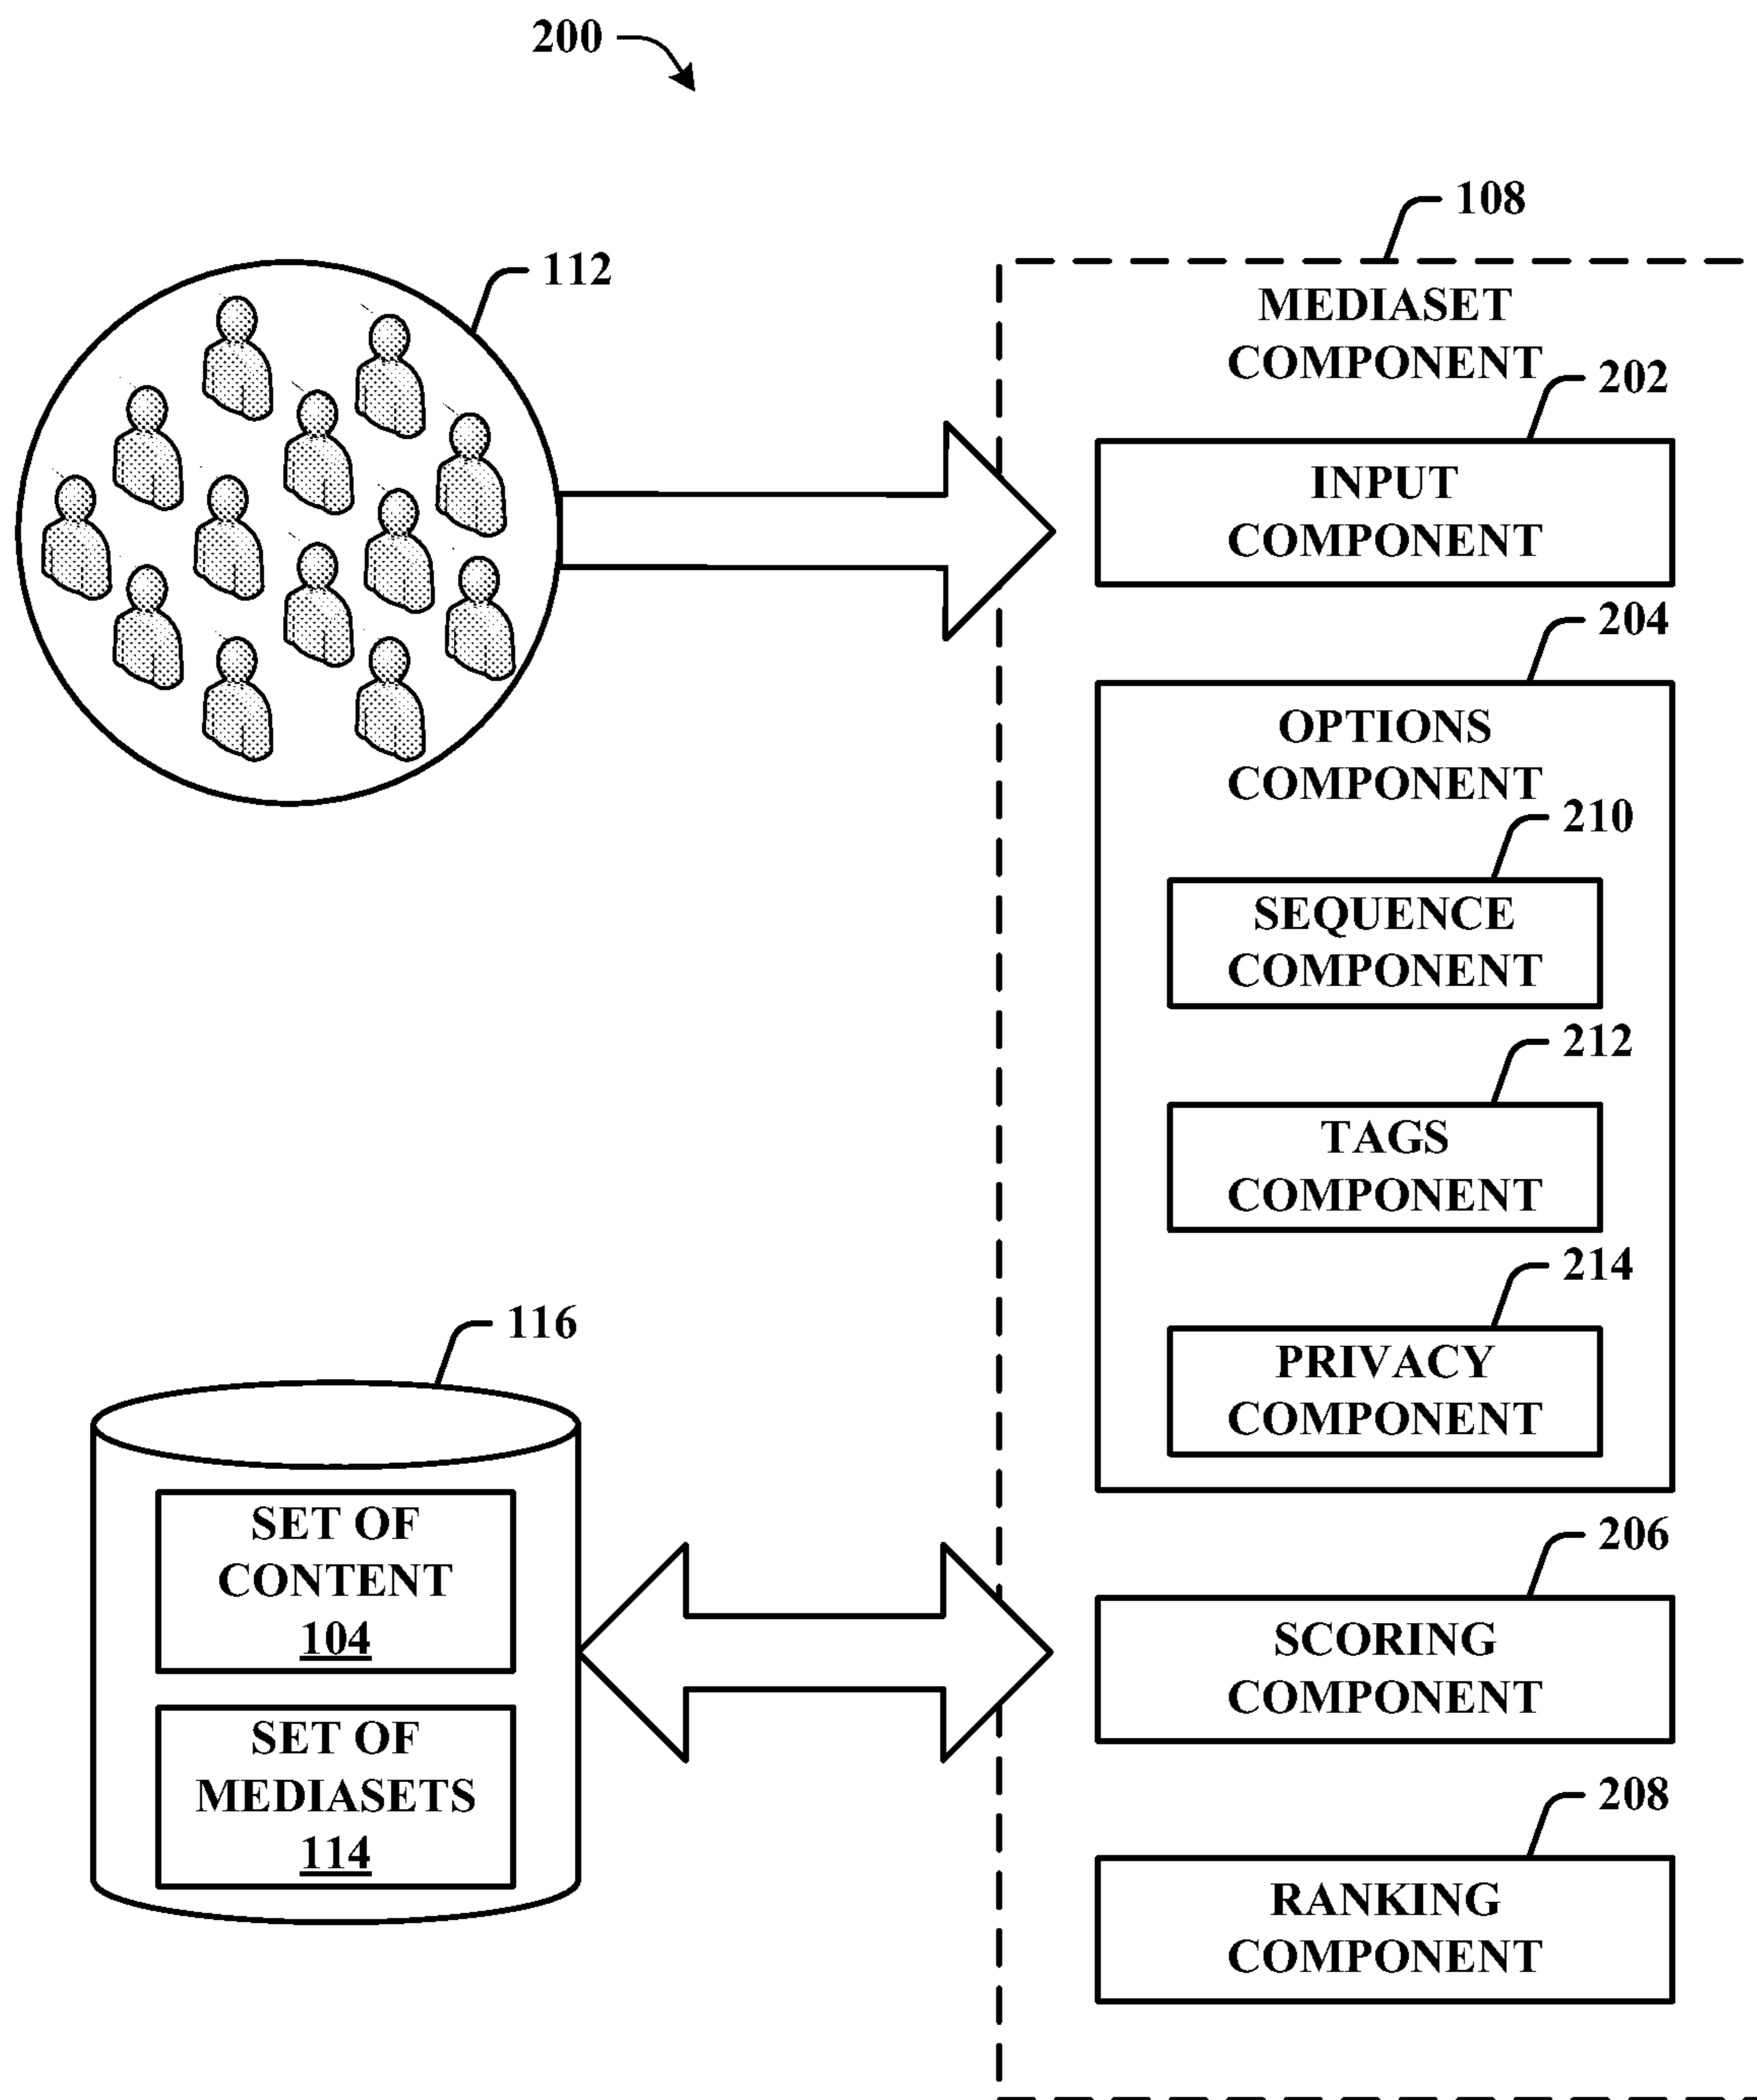 200
108
112
MEDIASET
COMPONENT
202
INPUT
COMPONENT
204
OPTIONS
COMPONENT
210
SEQUENCE
COMPONENT
212
TAGS
COMPONENT
214
PRIVACY
COMPONENT
116
SET OF
CONTENT
104
SET OF
MEDIASETS
114
206
SCORING
COMPONENT
208
RANKING
COMPONENT